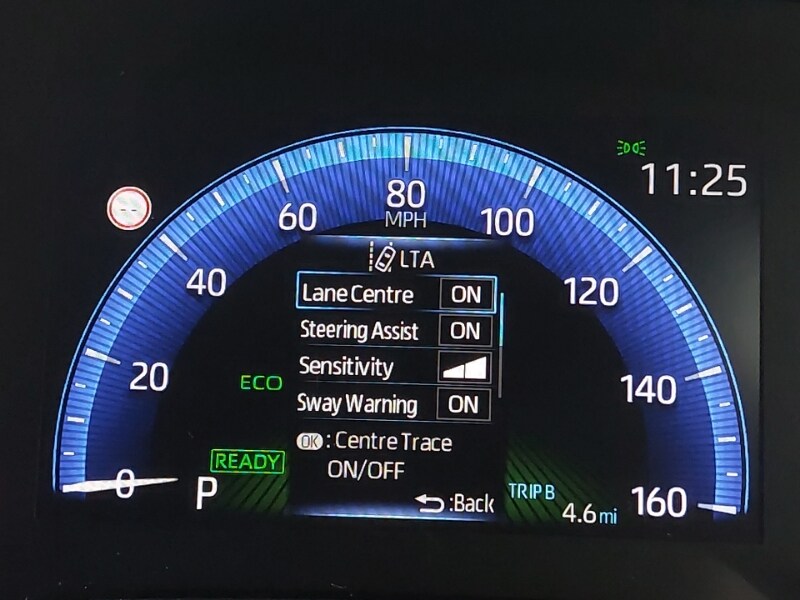 11:25
80
MPH
60
100
40
120
20
140
0
160
LTA
Lane Centre ON
Steering Assist ON
Sensitivity
Sway Warning ON
OK : Centre Trace
ON/OFF
:Back
ECO
READY
P
TRIP B
4.6 mi
--